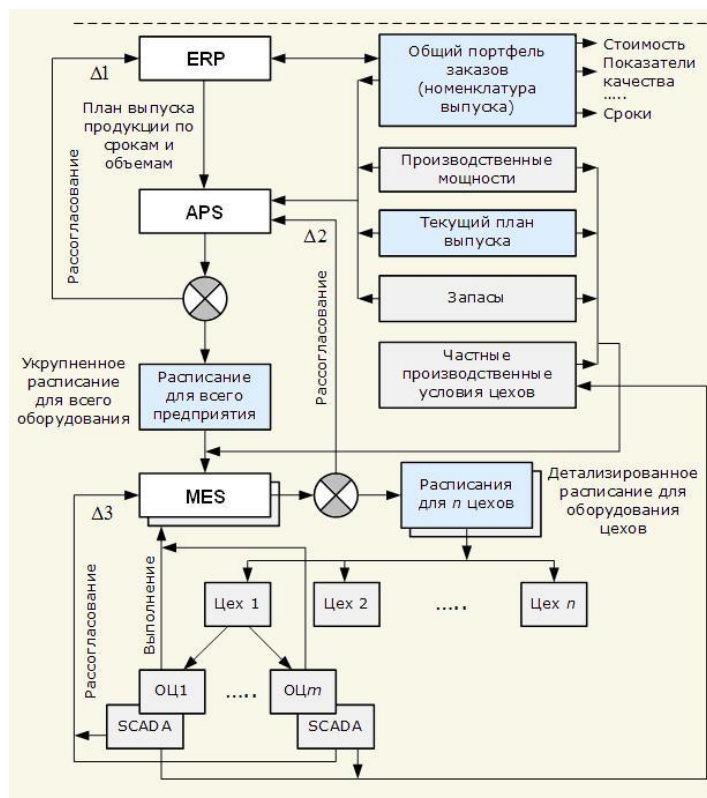 ERP
Δ1
Общий портфель
заказов
(номенклатура
выпуска)
Стоимость
Показатели
качества
.....
Сроки
План выпуска
продукции по
срокам и
объемам
Рассогласование
Производственные
мощности
APS
Δ2
Текущий план
выпуска
Запасы
Рассогласование
Укрупненное
расписание
для всего
оборудования
Расписание
для всего
предприятия
Частные
производственные
условия цехов
MES
Δ3
Расписания
для n цехов
Детализированное
расписание для
оборудования
цехов
Рассогласование
Выполнение
Цех 1
Цех 2
.....
Цех n
ОЦ1
.....
ОЦm
SCADA
SCADA